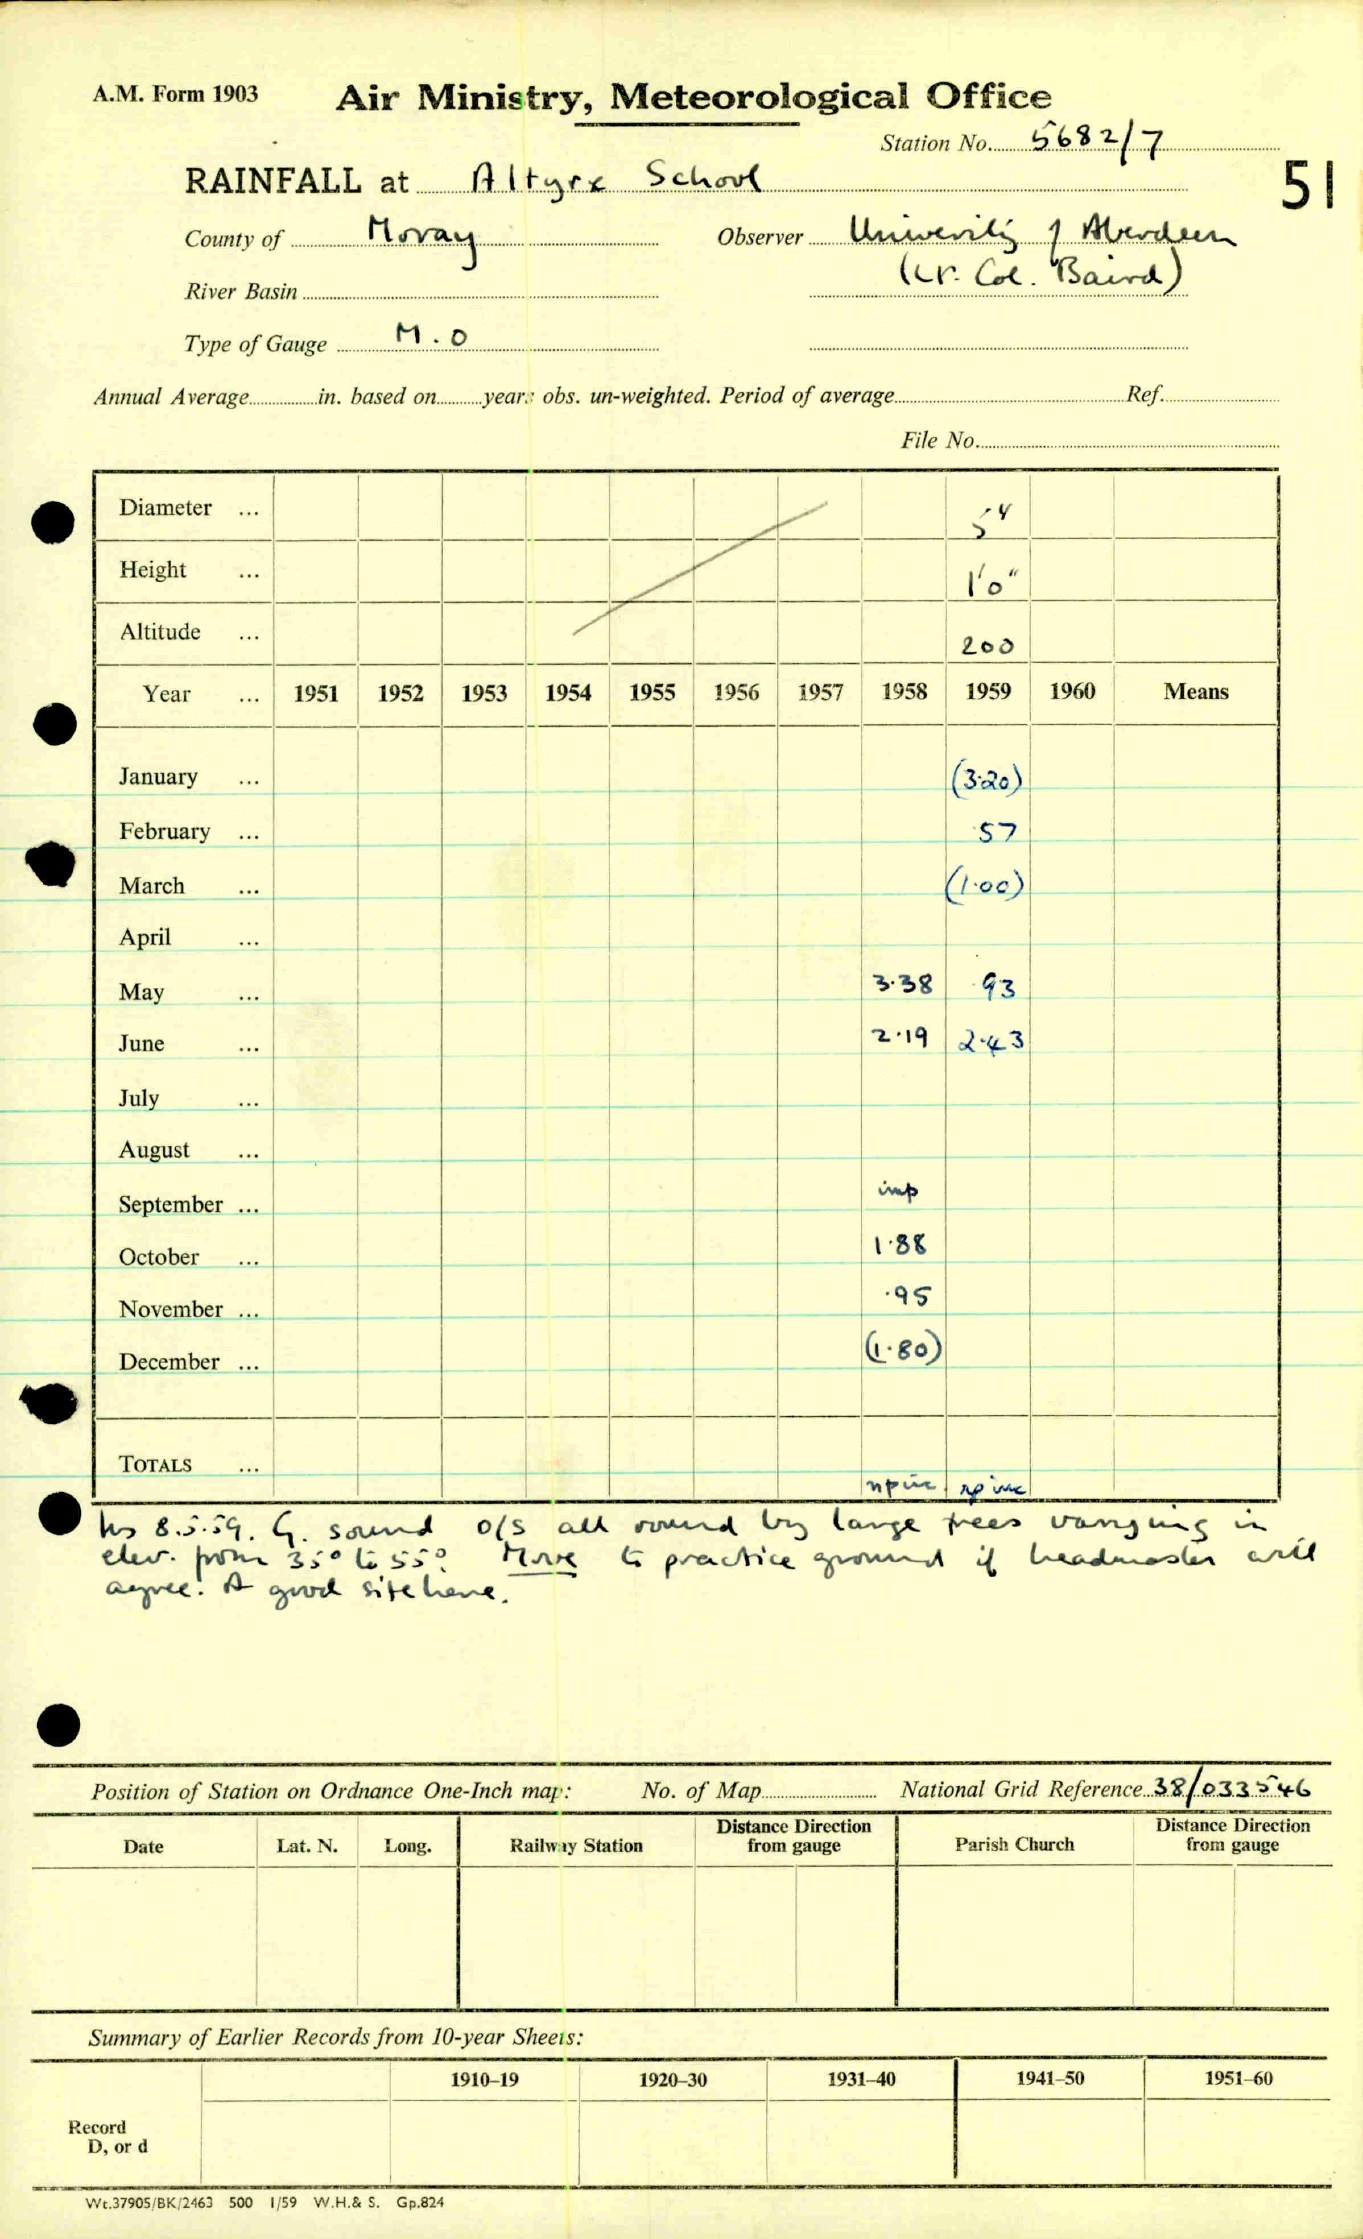 A.M. Form 1903 Air Ministry, Meteorological Office
Station No. 5682/7
51
RAINFALL at Altyre School
County of Moray Observer University of Aberdeen
(Lt. Col. Baird)
River Basin
Type of Gauge M.O
Annual Average in. based on years obs. un-weighted. Period of average Ref.
File No.
Diameter ... 5"
Height ... 1'0"
Altitude ... 200
Year ... 1951 1952 1953 1954 1955 1956 1957 1958 1959 1960 Means
January ... (3·20)
February ... ·57
March ... (1·00)
April ...
May ... 3·38 ·93
June ... 2·19 2·43
July ...
August ...
September ... imp
October ... 1·88
November ... ·95
December ... (1·80)
TOTALS ...
8.5.59. G. sound o/s all round by large trees varying in
elev. from 35° to 55°. Move to practice ground if headmaster will
agree. A good site here.
Position of Station on Ordnance One-Inch map: No. of Map National Grid Reference 38/033546
Date Lat. N. Long. Railway Station Distance Direction from gauge Parish Church Distance Direction from gauge
Summary of Earlier Records from 10-year Sheets:
1910–19 1920–30 1931–40 1941–50 1951–60
Record
D, or d
Wt.37905/BK/2463 500 1/59 W.H.& S. Gp.824